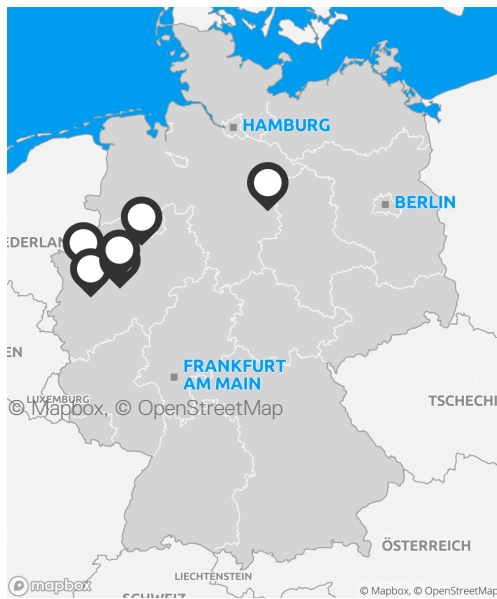 HAMBURG
BERLIN
EDERLAN
EN
FRANKFURT
AM MAIN
LUXEMBURG
© Mapbox, © OpenStreetMap
TSCHECHI
ÖSTERREICH
LIECHTENSTEIN
mapbox
© Mapbox, © OpenStreetMap
SCHWEIZ